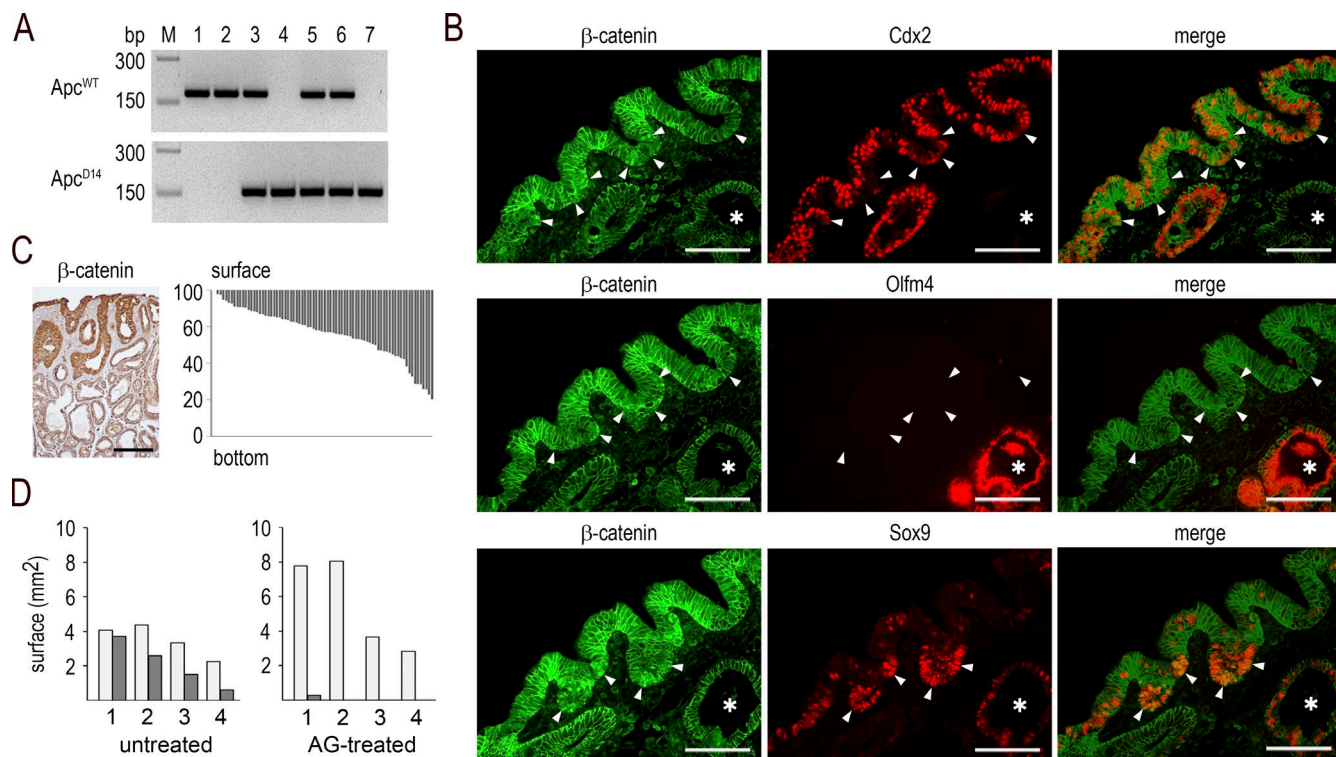 A
bp M 1 2 3 4 5 6 7
300
Apc^WT
150
300
Apc^D14
150
B
β-catenin Cdx2 merge
*
*
*
β-catenin Olfm4 merge
*
*
*
β-catenin Sox9 merge
*
*
*
C
β-catenin
surface
100
80
60
40
20
0
bottom
D
surface (mm²)
10
8
6
4
2
1 2 3 4
untreated
10
8
6
4
2
1 2 3 4
AG-treated